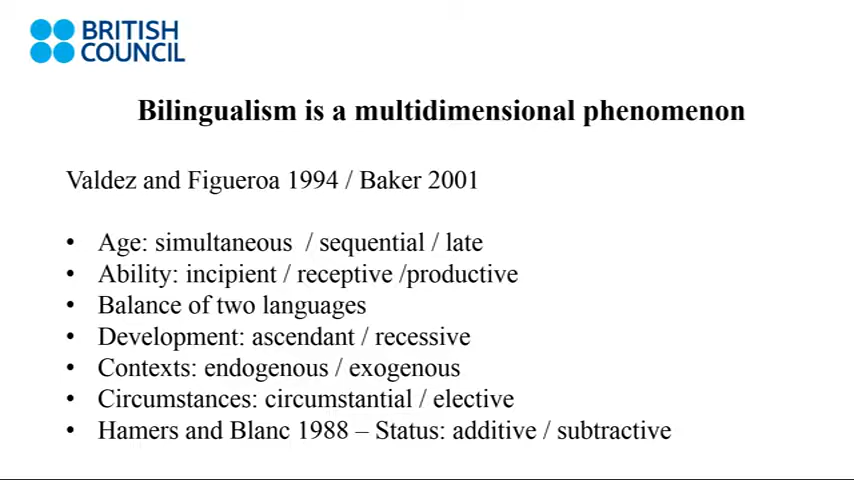 BRITISH
COUNCIL
Bilingualism is a multidimensional phenomenon
Valdez and Figueroa 1994 / Baker 2001
• Age: simultaneous / sequential / late
• Ability: incipient / receptive /productive
• Balance of two languages
• Development: ascendant / recessive
• Contexts: endogenous / exogenous
• Circumstances: circumstantial / elective
• Hamers and Blanc 1988 – Status: additive / subtractive